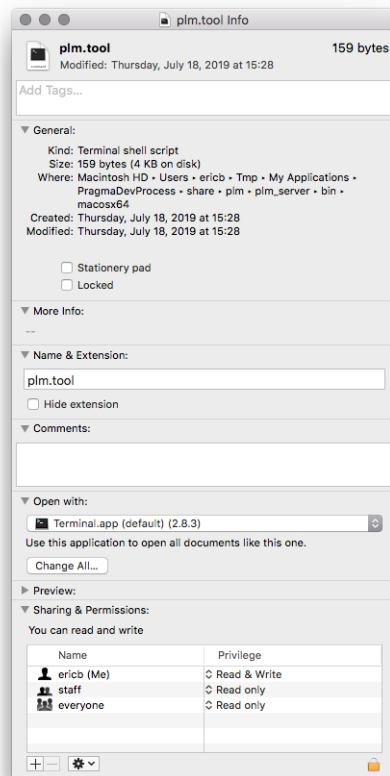 plm.tool Info
plm.tool
159 bytes
Modified: Thursday, July 18, 2019 at 15:28
Add Tags...
General:
Kind: Terminal shell script
Size: 159 bytes (4 KB on disk)
Where: Macintosh HD ▸ Users ▸ ericb ▸ Tmp ▸ My Applications ▸
PragmaDevProcess ▸ share ▸ plm ▸ plm_server ▸ bin ▸
macosx64
Created: Thursday, July 18, 2019 at 15:28
Modified: Thursday, July 18, 2019 at 15:28
Stationery pad
Locked
More Info:
--
Name & Extension:
plm.tool
Hide extension
Comments:
Open with:
Terminal.app (default) (2.8.3)
Use this application to open all documents like this one.
Change All...
Preview:
Sharing & Permissions:
You can read and write
Name Privilege
ericb (Me) Read & Write
staff Read only
everyone Read only